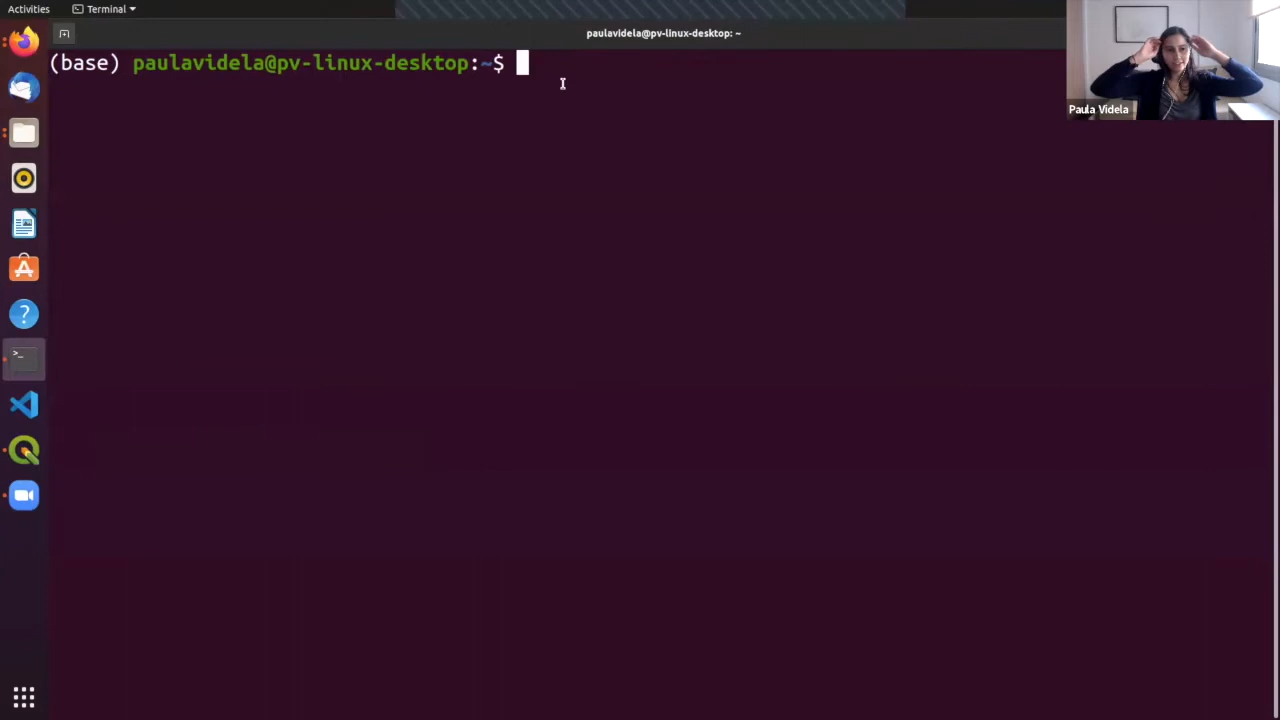 Activities
Terminal
paulavidela@pv-linux-desktop: ~
(base) paulavidela@pv-linux-desktop:~$
Paula Videla
?
>_